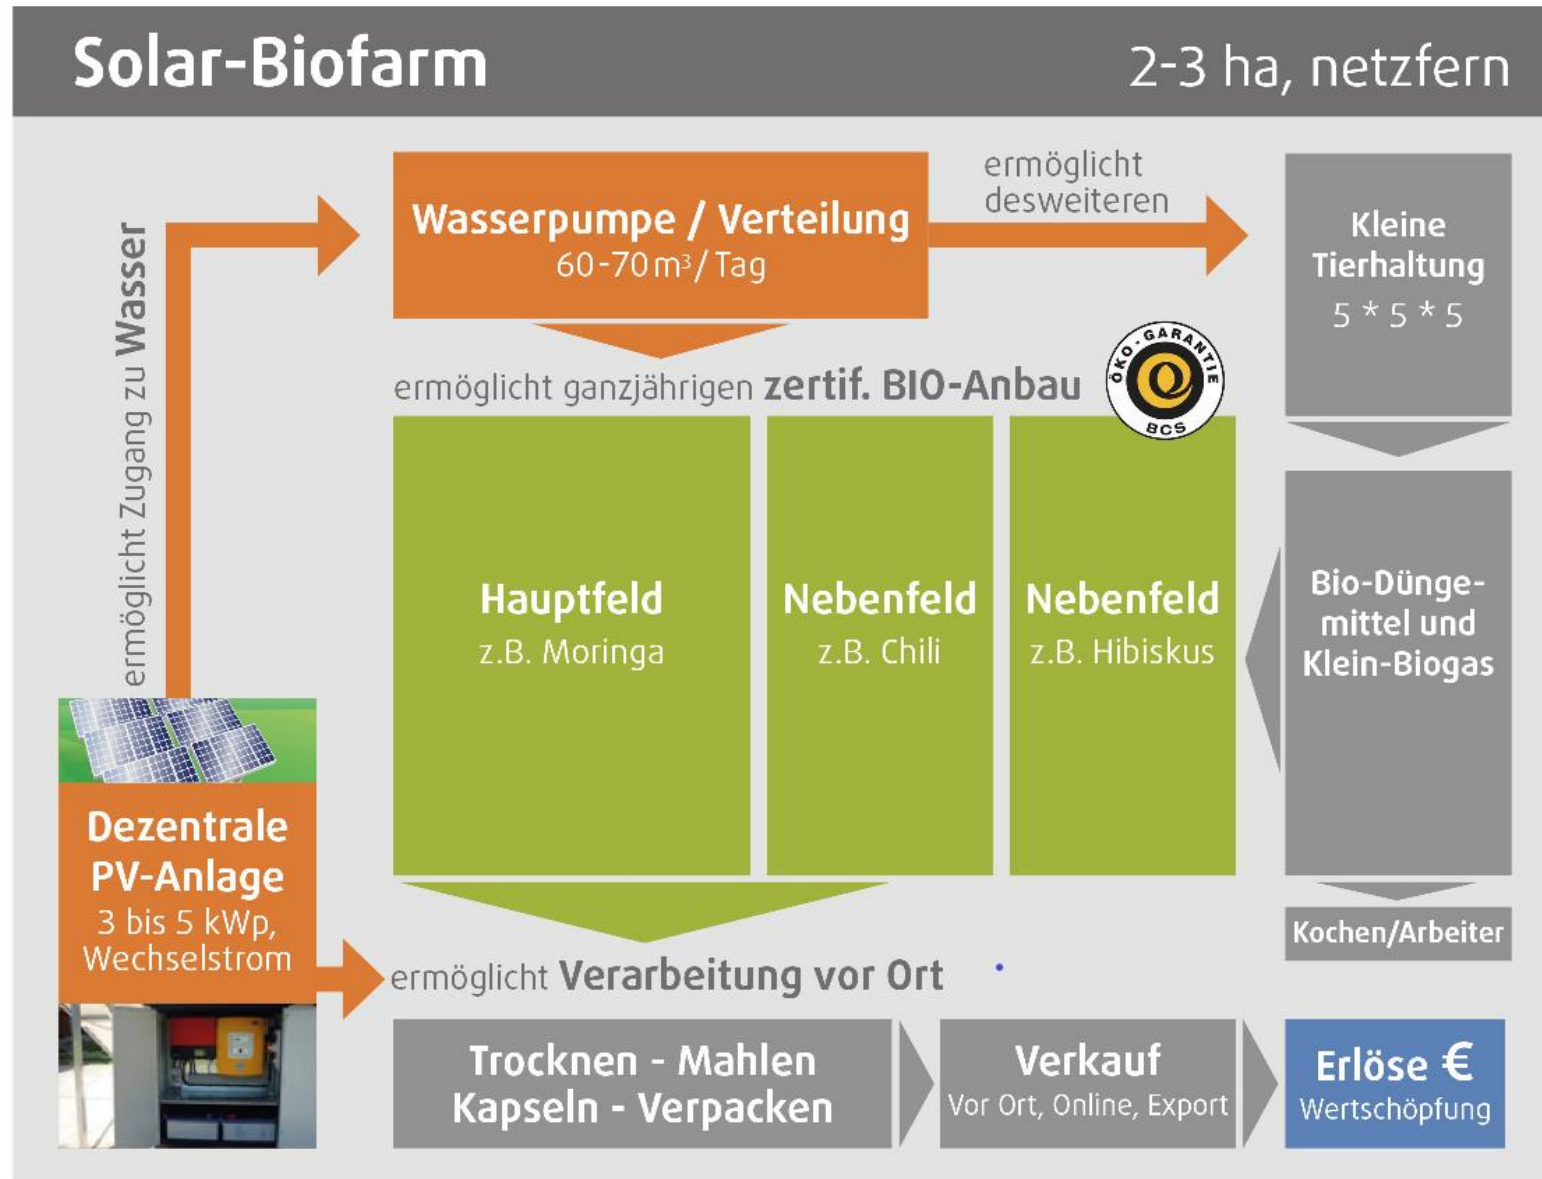 Solar-Biofarm
2-3 ha, netzfern
ermöglicht Zugang zu Wasser
Wasserpumpe / Verteilung
60-70 m³/ Tag
ermöglicht
desweiteren
Kleine
Tierhaltung
5 * 5 * 5
ermöglicht ganzjährigen zertif. BIO-Anbau
ÖKO-GARANTIE
BCS
Hauptfeld
z.B. Moringa
Nebenfeld
z.B. Chili
Nebenfeld
z.B. Hibiskus
Bio-Dünge-
mittel und
Klein-Biogas
Kochen/Arbeiter
Dezentrale
PV-Anlage
3 bis 5 kWp,
Wechselstrom
ermöglicht Verarbeitung vor Ort
Trocknen - Mahlen
Kapseln - Verpacken
Verkauf
Vor Ort, Online, Export
Erlöse €
Wertschöpfung